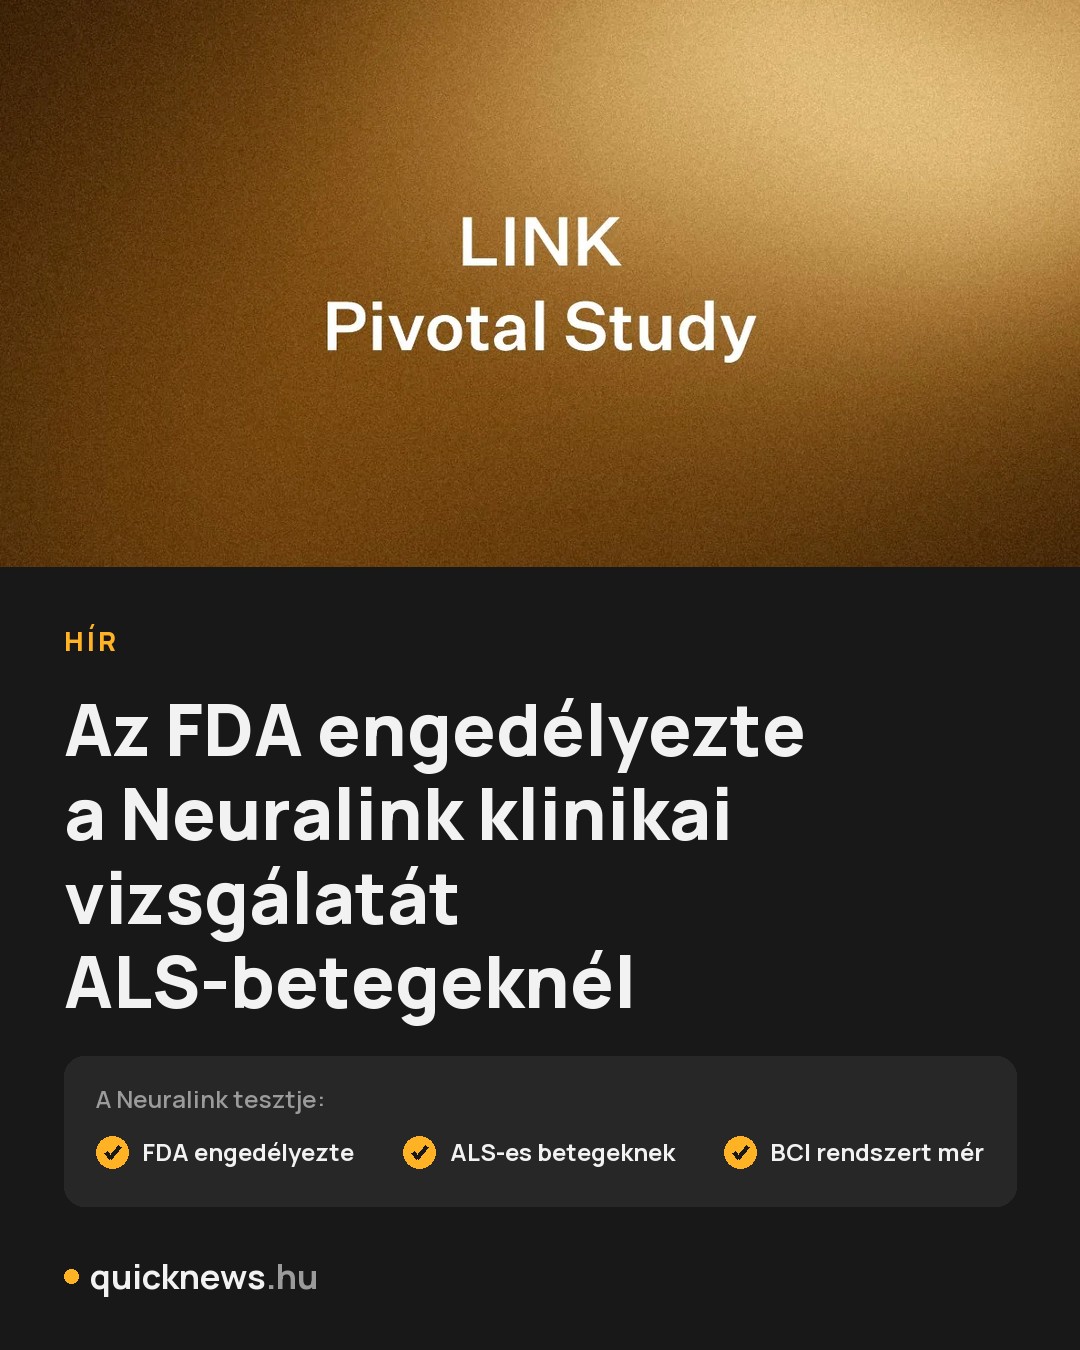 LINK
Pivotal Study
HÍR
Az FDA engedélyezte
a Neuralink klinikai
vizsgálatát
ALS-betegeknél
A Neuralink tesztje:
FDA engedélyezte
ALS-es betegeknek
BCI rendszert mér
quicknews.hu